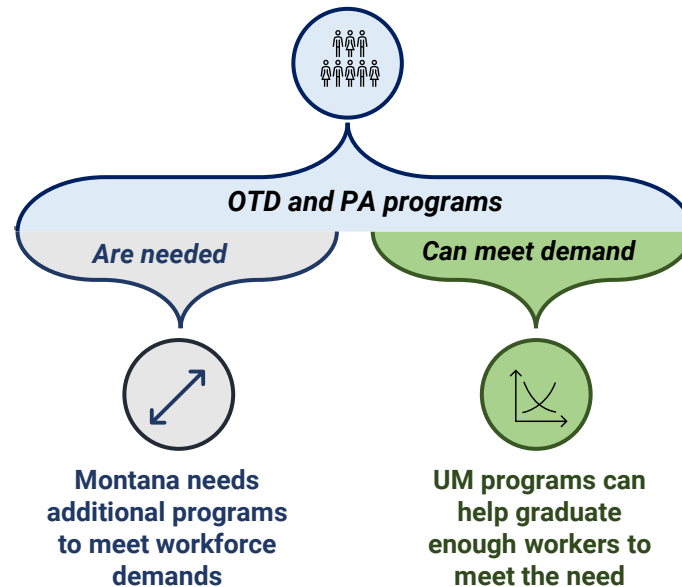 OTD and PA programs
Are needed
Can meet demand
Montana needs
additional programs
to meet workforce
demands
UM programs can
help graduate
enough workers to
meet the need